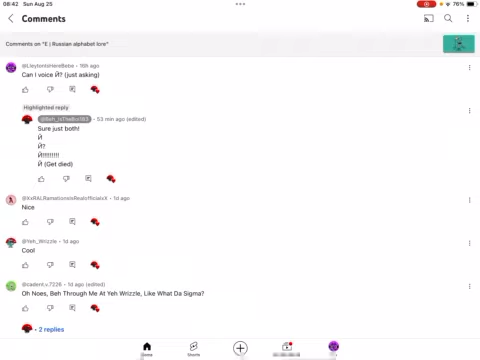 08:42 Sun Aug 25
76%
Comments
Comments on "E | Russian alphabet lore"
@LleytonIsHereBebe • 16h ago
Can i voice Й? (just asking)
Highlighted reply
• 53 min ago (edited)
Sure just both!
Й
Й?
Й!!!!!!!!!
Й (Get died)
• 1d ago
Nice
@Yeh_Wrizzle • 1d ago
Cool
@cadent.v.7226 • 1d ago (edited)
Oh Noes, Beh Through Me At Yeh Wrizzle, Like What Da Sigma?
• 2 replies
Home
Shorts